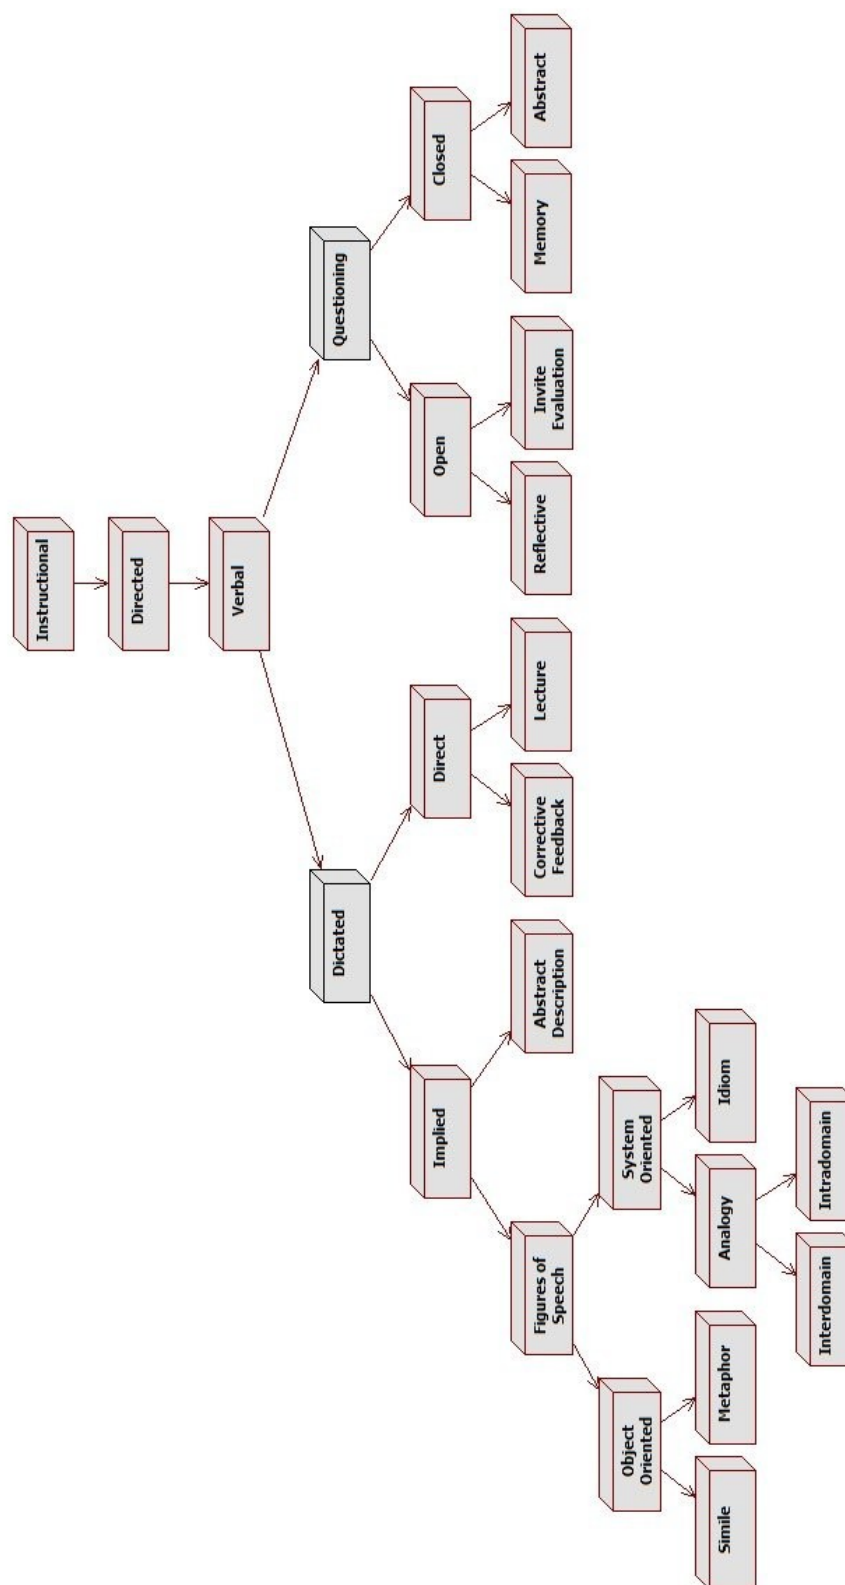 Instructional
Directed
Verbal
Dictated
Questioning
Implied
Direct
Open
Closed
Figures of
Speech
Abstract
Description
Corrective
Feedback
Lecture
Reflective
Invite
Evaluation
Memory
Abstract
Object
Oriented
System
Oriented
Simile
Metaphor
Analogy
Idiom
Interdomain
Intradomain